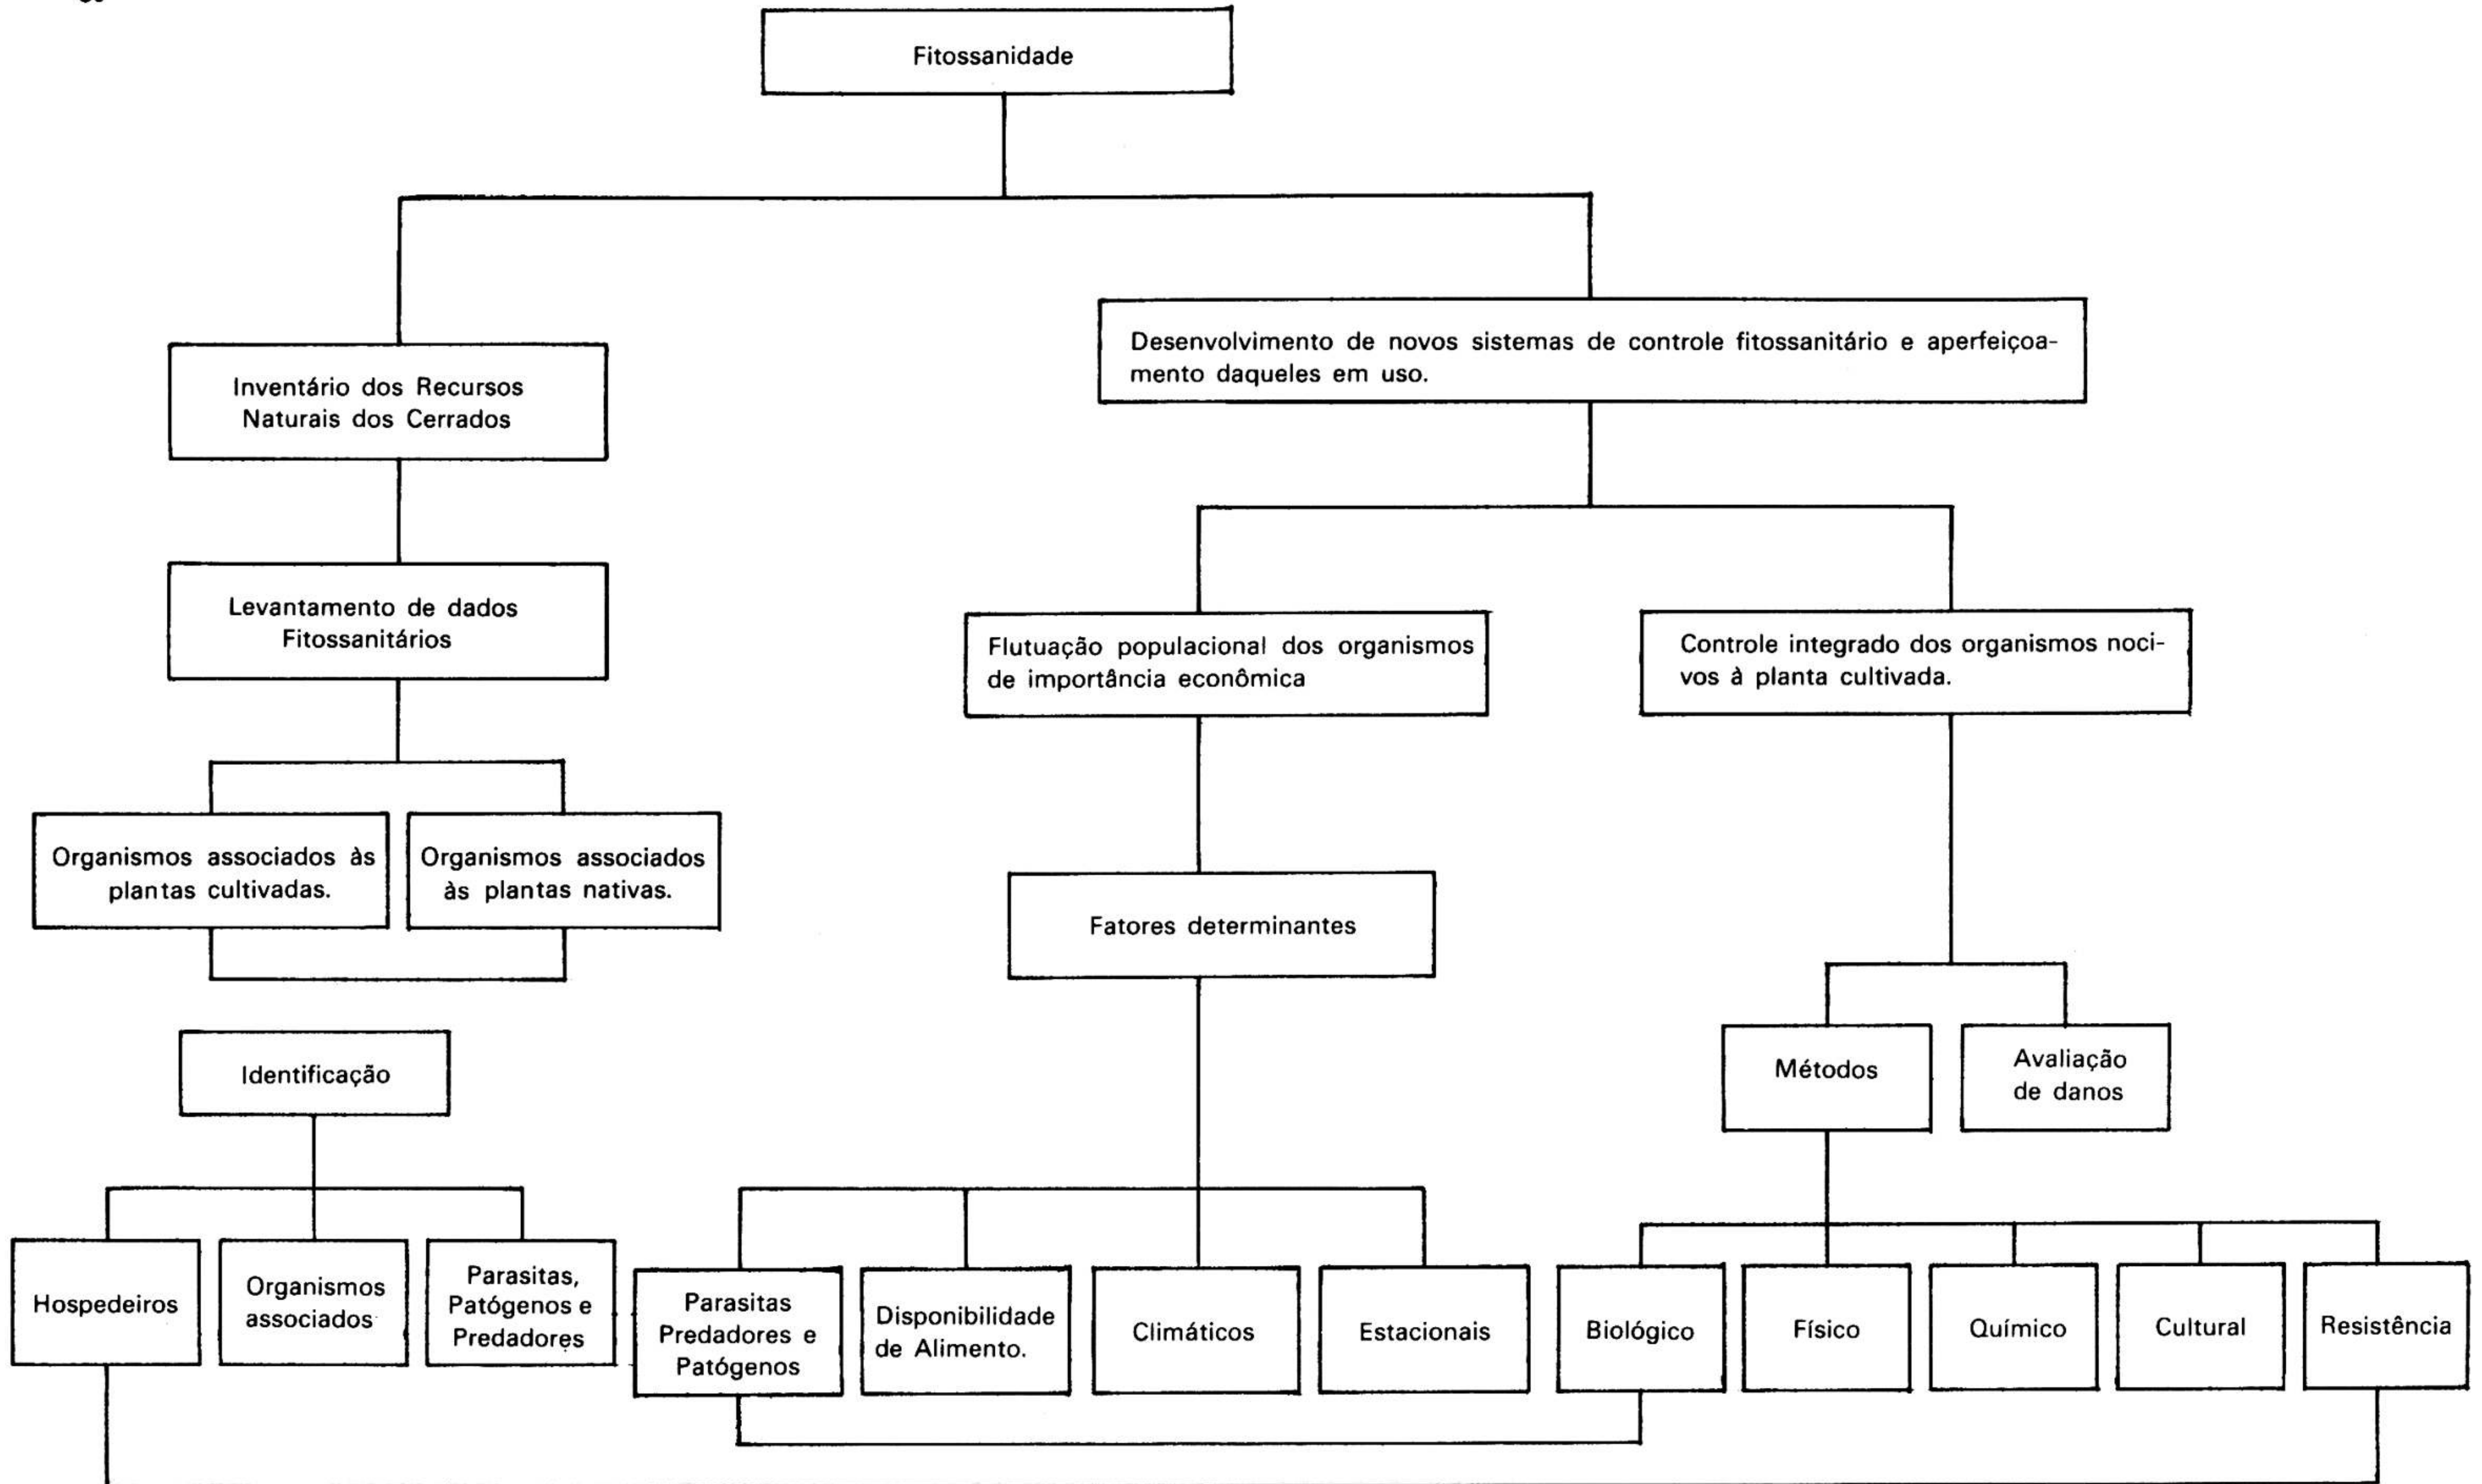 Fitossanidade
Desenvolvimento de novos sistemas de controle fitossanitário e aperfeiçoa-
mento daqueles em uso.
Inventário dos Recursos
Naturais dos Cerrados
Levantamento de dados
Fitossanitários
Flutuação populacional dos organismos
de importância econômica
Controle integrado dos organismos noci-
vos à planta cultivada.
Organismos associados às
plantas cultivadas.
Organismos associados
às plantas nativas.
Fatores determinantes
Identificação
Métodos
Avaliação
de danos
Hospedeiros
Organismos
associados
Parasitas,
Patógenos e
Predadores
Parasitas
Predadores e
Patógenos
Disponibilidade
de Alimento.
Climáticos
Estacionais
Biológico
Físico
Químico
Cultural
Resistência